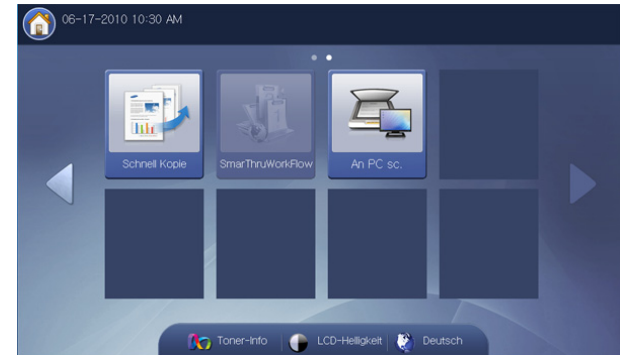 06-17-2010 10:30 AM
Schnell Kopie
SmarThruWorkFlow
An PC sc.
Toner-Info
LCD-Helligkeit
Deutsch